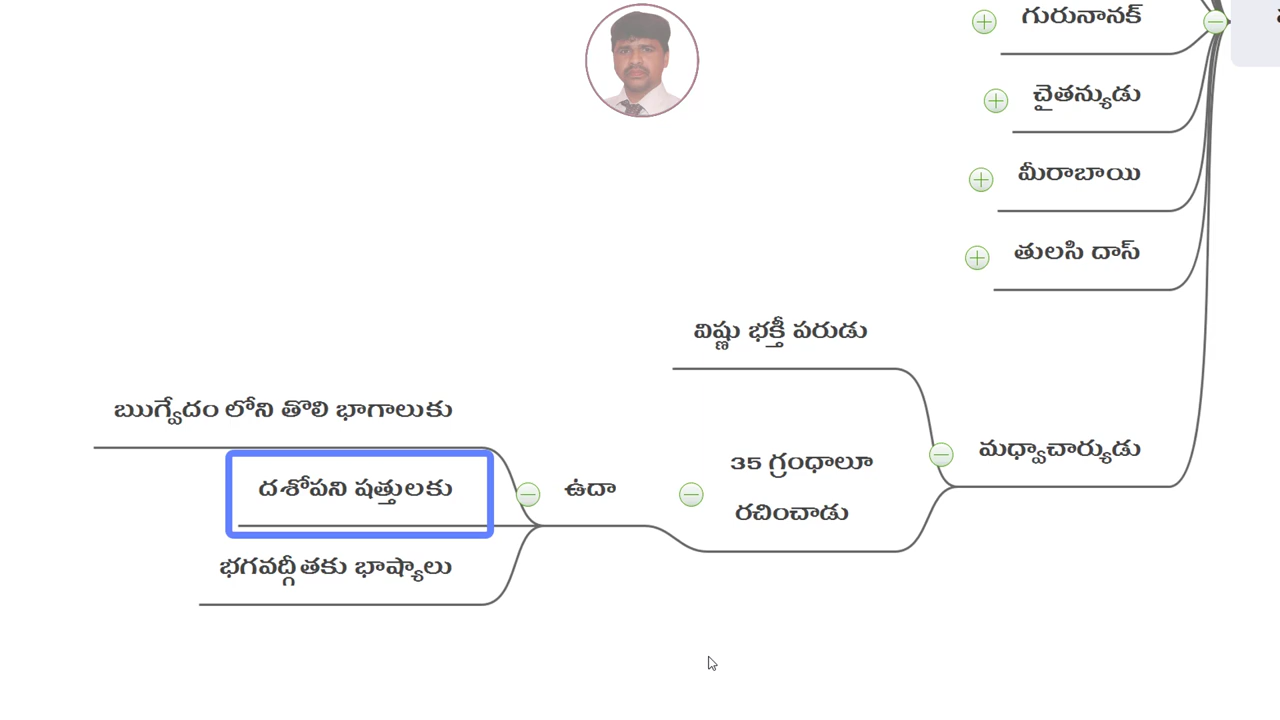 గురునానక్
చైతన్యుడు
మీరాబాయి
తులసి దాస్
విష్ణు భక్తీ పరుడు
మధ్వాచార్యుడు
35 గ్రంధాలూ
రచించాడు
ఉదా
ఋగ్వేదం లోని తొలి భాగాలుకు
దశోపని షత్తులకు
భగవద్గీతకు భాష్యాలు